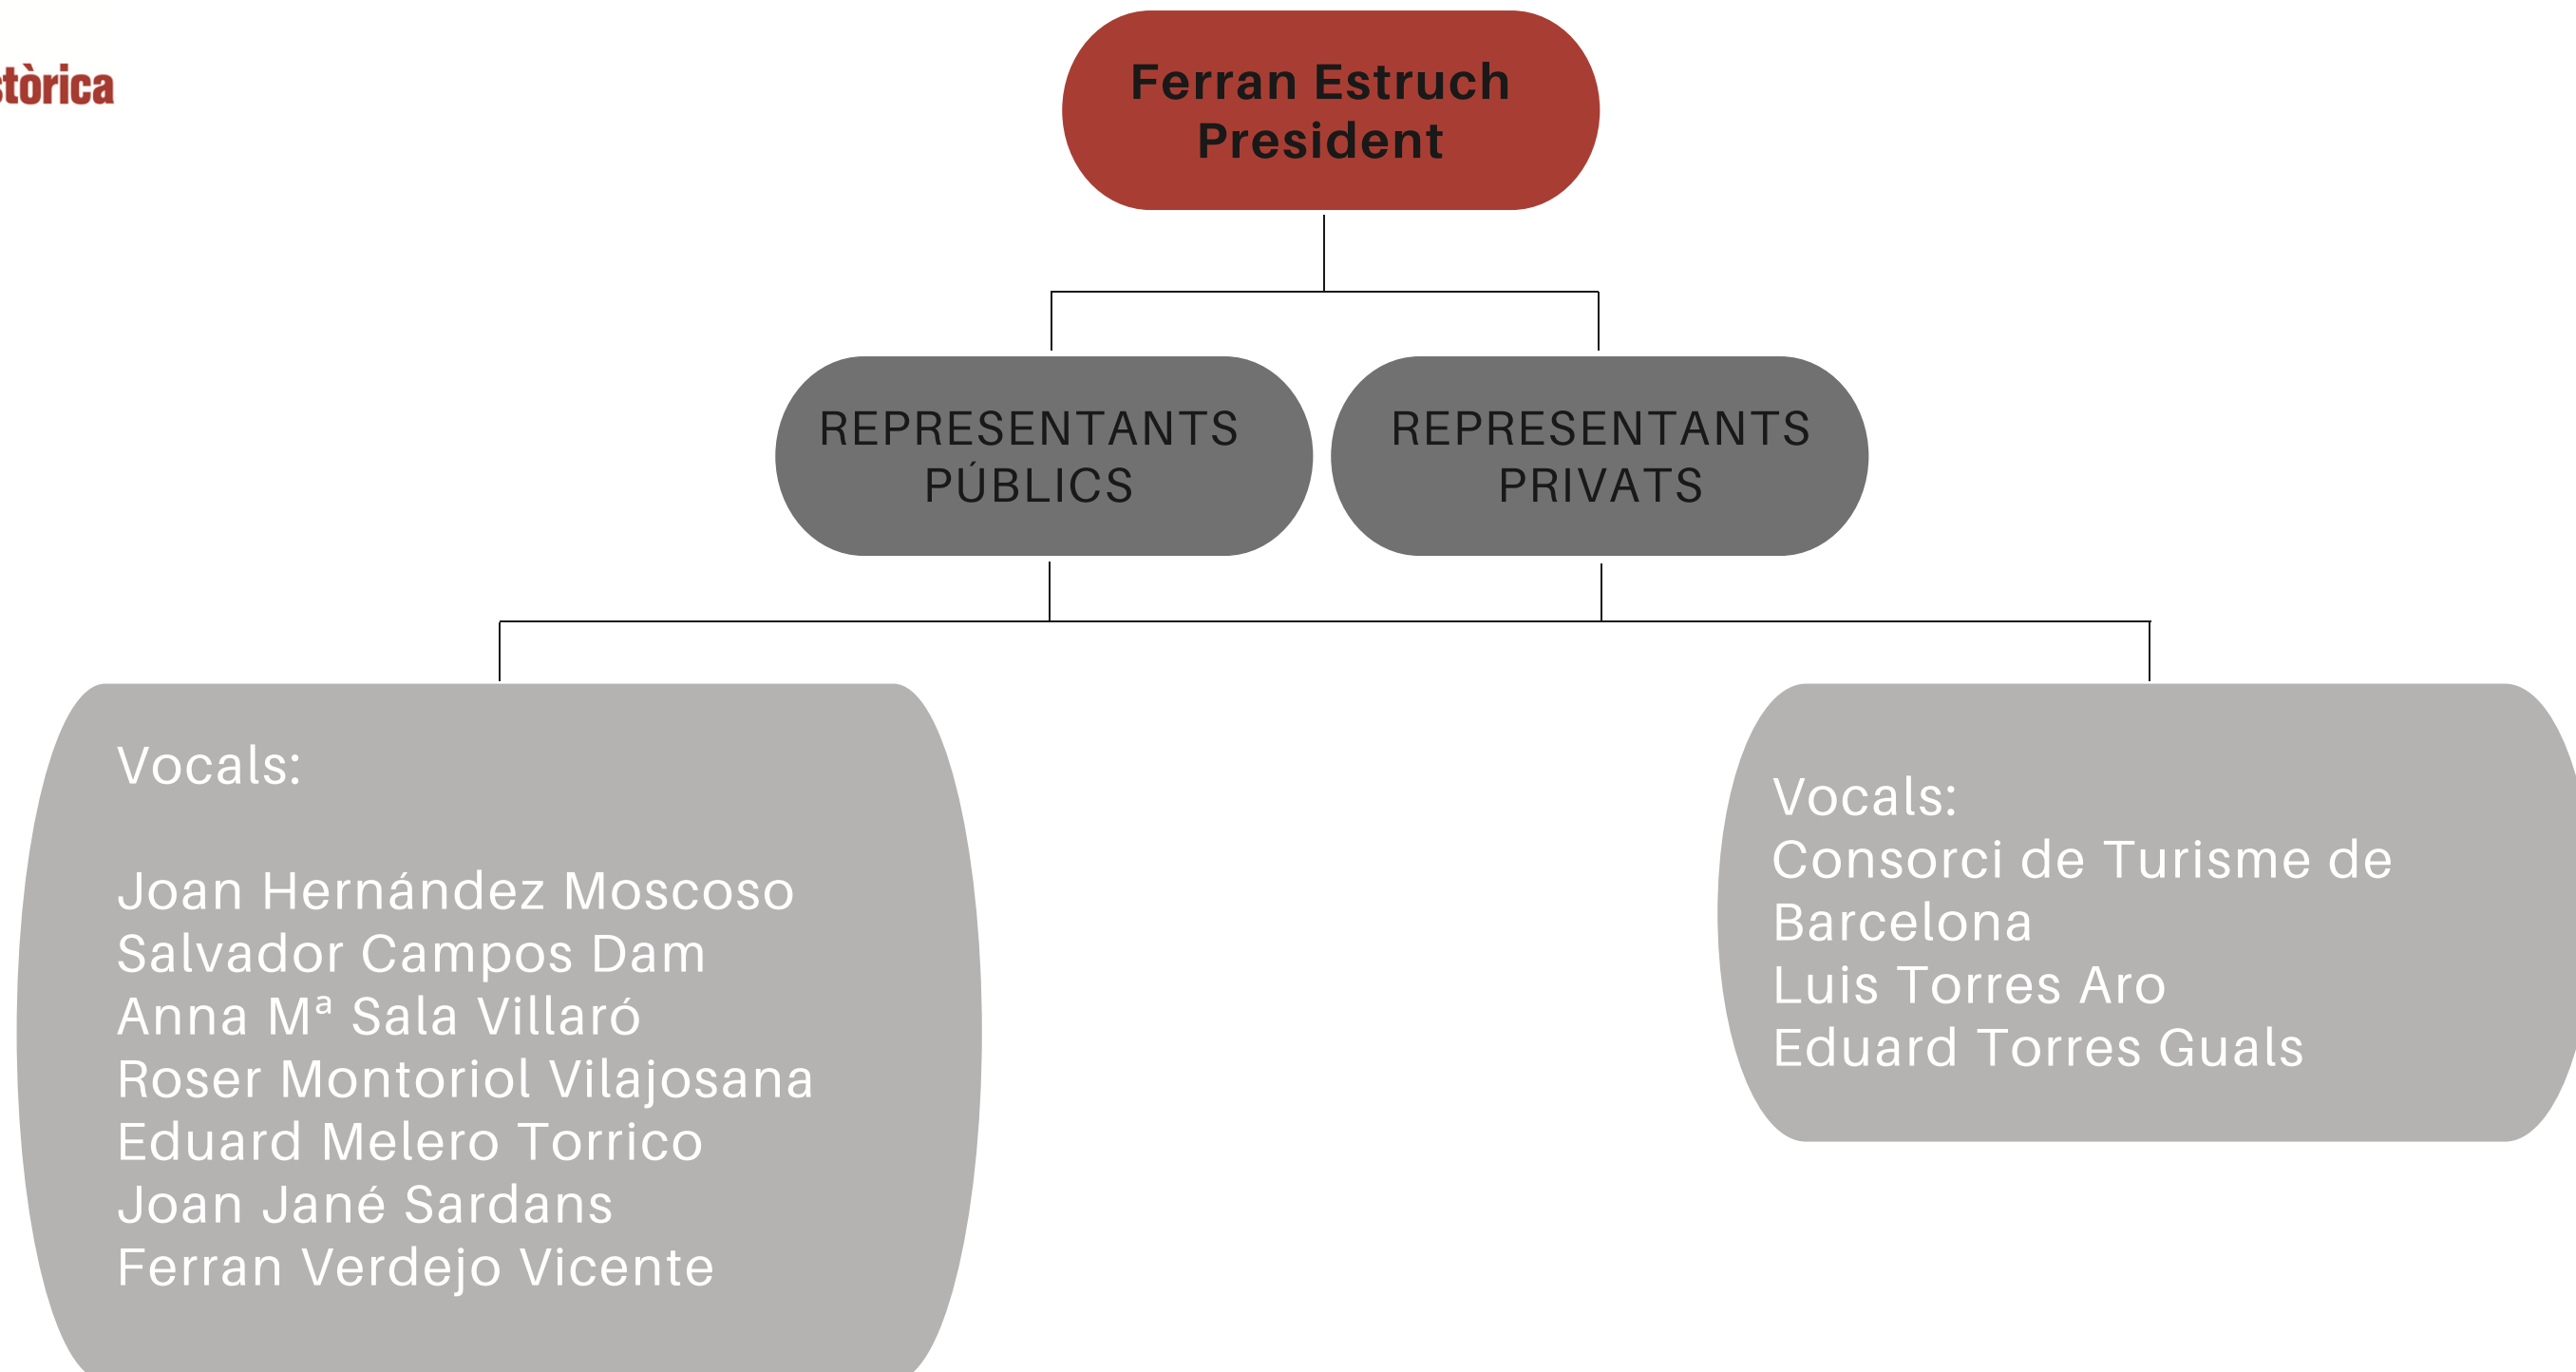 Ferran Estruch
President
REPRESENTANTS
PÚBLICS
REPRESENTANTS
PRIVATS
Vocals:
Joan Hernández Moscoso
Salvador Campos Dam
Anna Mª Sala Villaró
Roser Montoriol Vilajosana
Eduard Melero Torrico
Joan Jané Sardans
Ferran Verdejo Vicente
Vocals:
Consorci de Turisme de
Barcelona
Luis Torres Aro
Eduard Torres Guals